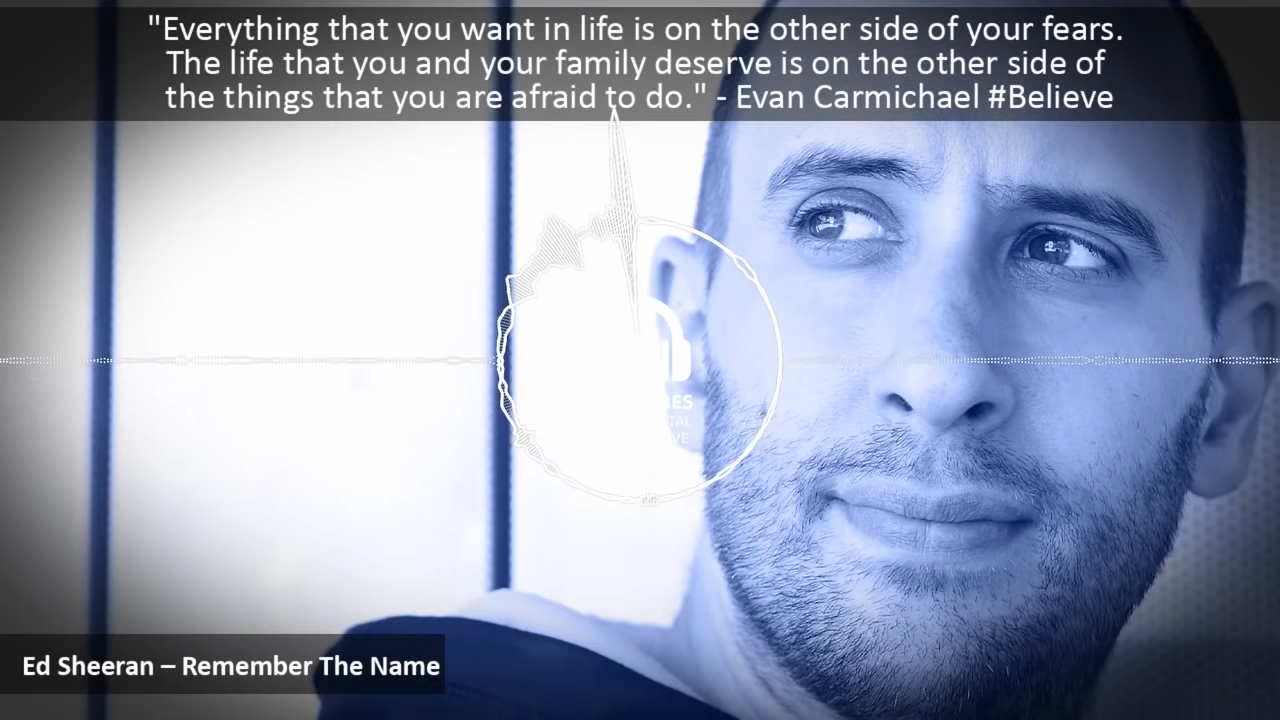 "Everything that you want in life is on the other side of your fears.
The life that you and your family deserve is on the other side of
the things that you are afraid to do." - Evan Carmichael #Believe
Ed Sheeran – Remember The Name